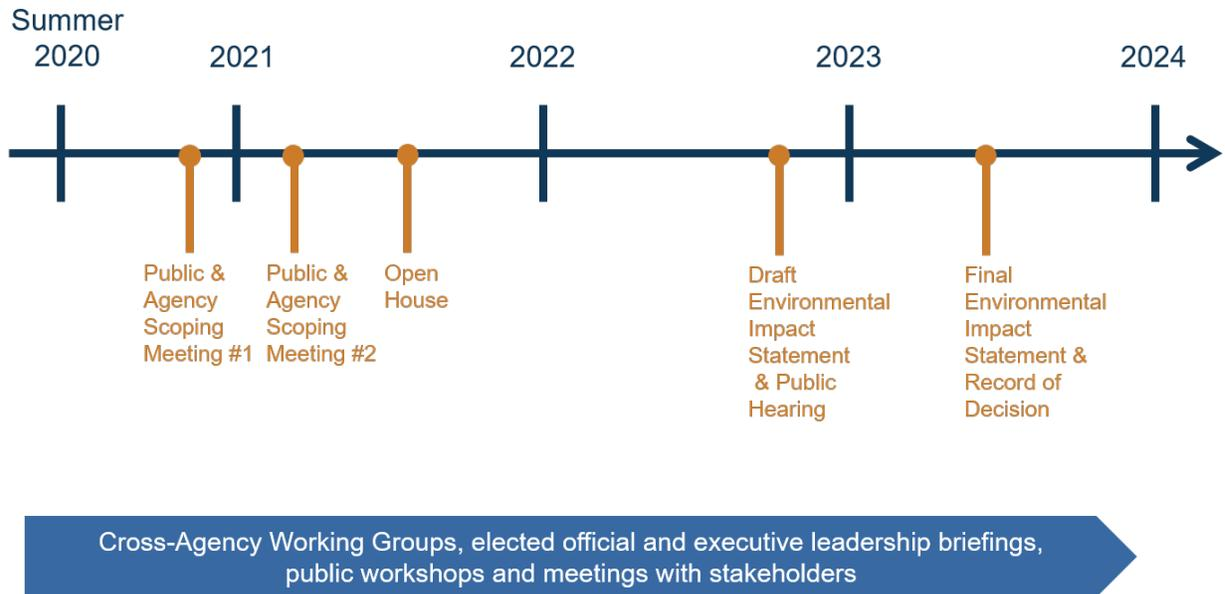 Summer
2020
2021
2022
2023
2024
Public &
Agency
Scoping
Meeting #1
Public &
Agency
Scoping
Meeting #2
Open
House
Draft
Environmental
Impact
Statement
& Public
Hearing
Final
Environmental
Impact
Statement &
Record of
Decision
Cross-Agency Working Groups, elected official and executive leadership briefings,
public workshops and meetings with stakeholders